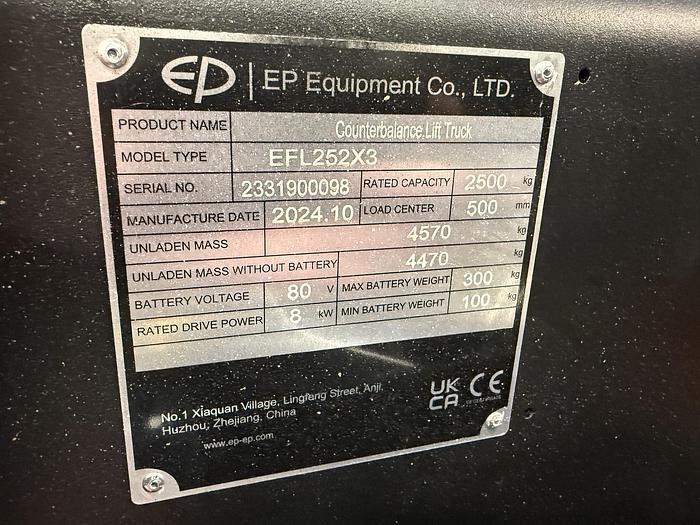 EP | EP Equipment Co., LTD.
PRODUCT NAME Counterbalance Lift Truck
MODEL TYPE EFL252X3
SERIAL NO. 2331900098 RATED CAPACITY 2500 kg
MANUFACTURE DATE 2024.10 LOAD CENTER 500 mm
UNLADEN MASS 4570 kg
UNLADEN MASS WITHOUT BATTERY 4470 kg
BATTERY VOLTAGE 80 V MAX BATTERY WEIGHT 300 kg
RATED DRIVE POWER 8 kW MIN BATTERY WEIGHT 100 kg
No.1 Xiaquan Village, Lingfang Street, Anji,
Huzhou, Zhejiang, China
www.ep-ep.com
UK CE
CA